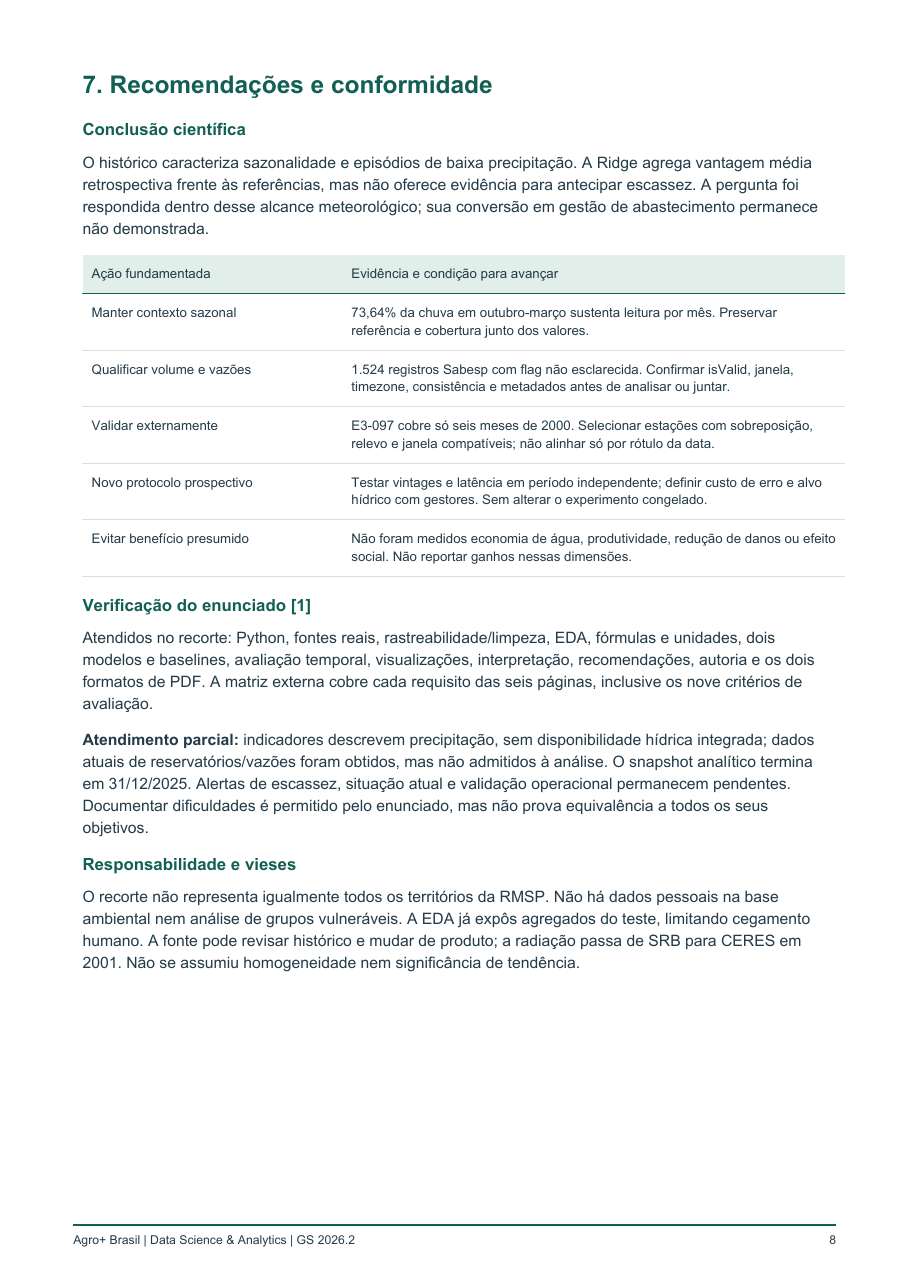 7. Recomendações e conformidade
Conclusão científica
O histórico caracteriza sazonalidade e episódios de baixa precipitação. A Ridge agrega vantagem média
retrospectiva frente às referências, mas não oferece evidência para antecipar escassez. A pergunta foi
respondida dentro desse alcance meteorológico; sua conversão em gestão de abastecimento permanece
não demonstrada.
Ação fundamentada
Evidência e condição para avançar
Manter contexto sazonal
73,64% da chuva em outubro-março sustenta leitura por mês. Preservar
referência e cobertura junto dos valores.
Qualificar volume e vazões
1.524 registros Sabesp com flag não esclarecida. Confirmar isValid, janela,
timezone, consistência e metadados antes de analisar ou juntar.
Validar externamente
E3-097 cobre só seis meses de 2000. Selecionar estações com sobreposição,
relevo e janela compatíveis; não alinhar só por rótulo da data.
Novo protocolo prospectivo
Testar vintages e latência em período independente; definir custo de erro e alvo
hídrico com gestores. Sem alterar o experimento congelado.
Evitar benefício presumido
Não foram medidos economia de água, produtividade, redução de danos ou efeito
social. Não reportar ganhos nessas dimensões.
Verificação do enunciado [1]
Atendidos no recorte: Python, fontes reais, rastreabilidade/limpeza, EDA, fórmulas e unidades, dois
modelos e baselines, avaliação temporal, visualizações, interpretação, recomendações, autoria e os dois
formatos de PDF. A matriz externa cobre cada requisito das seis páginas, inclusive os nove critérios de
avaliação.
Atendimento parcial: indicadores descrevem precipitação, sem disponibilidade hídrica integrada; dados
atuais de reservatórios/vazões foram obtidos, mas não admitidos à análise. O snapshot analítico termina
em 31/12/2025. Alertas de escassez, situação atual e validação operacional permanecem pendentes.
Documentar dificuldades é permitido pelo enunciado, mas não prova equivalência a todos os seus
objetivos.
Responsabilidade e vieses
O recorte não representa igualmente todos os territórios da RMSP. Não há dados pessoais na base
ambiental nem análise de grupos vulneráveis. A EDA já expôs agregados do teste, limitando cegamento
humano. A fonte pode revisar histórico e mudar de produto; a radiação passa de SRB para CERES em
2001. Não se assumiu homogeneidade nem significância de tendência.
Agro+ Brasil | Data Science & Analytics | GS 2026.2
8